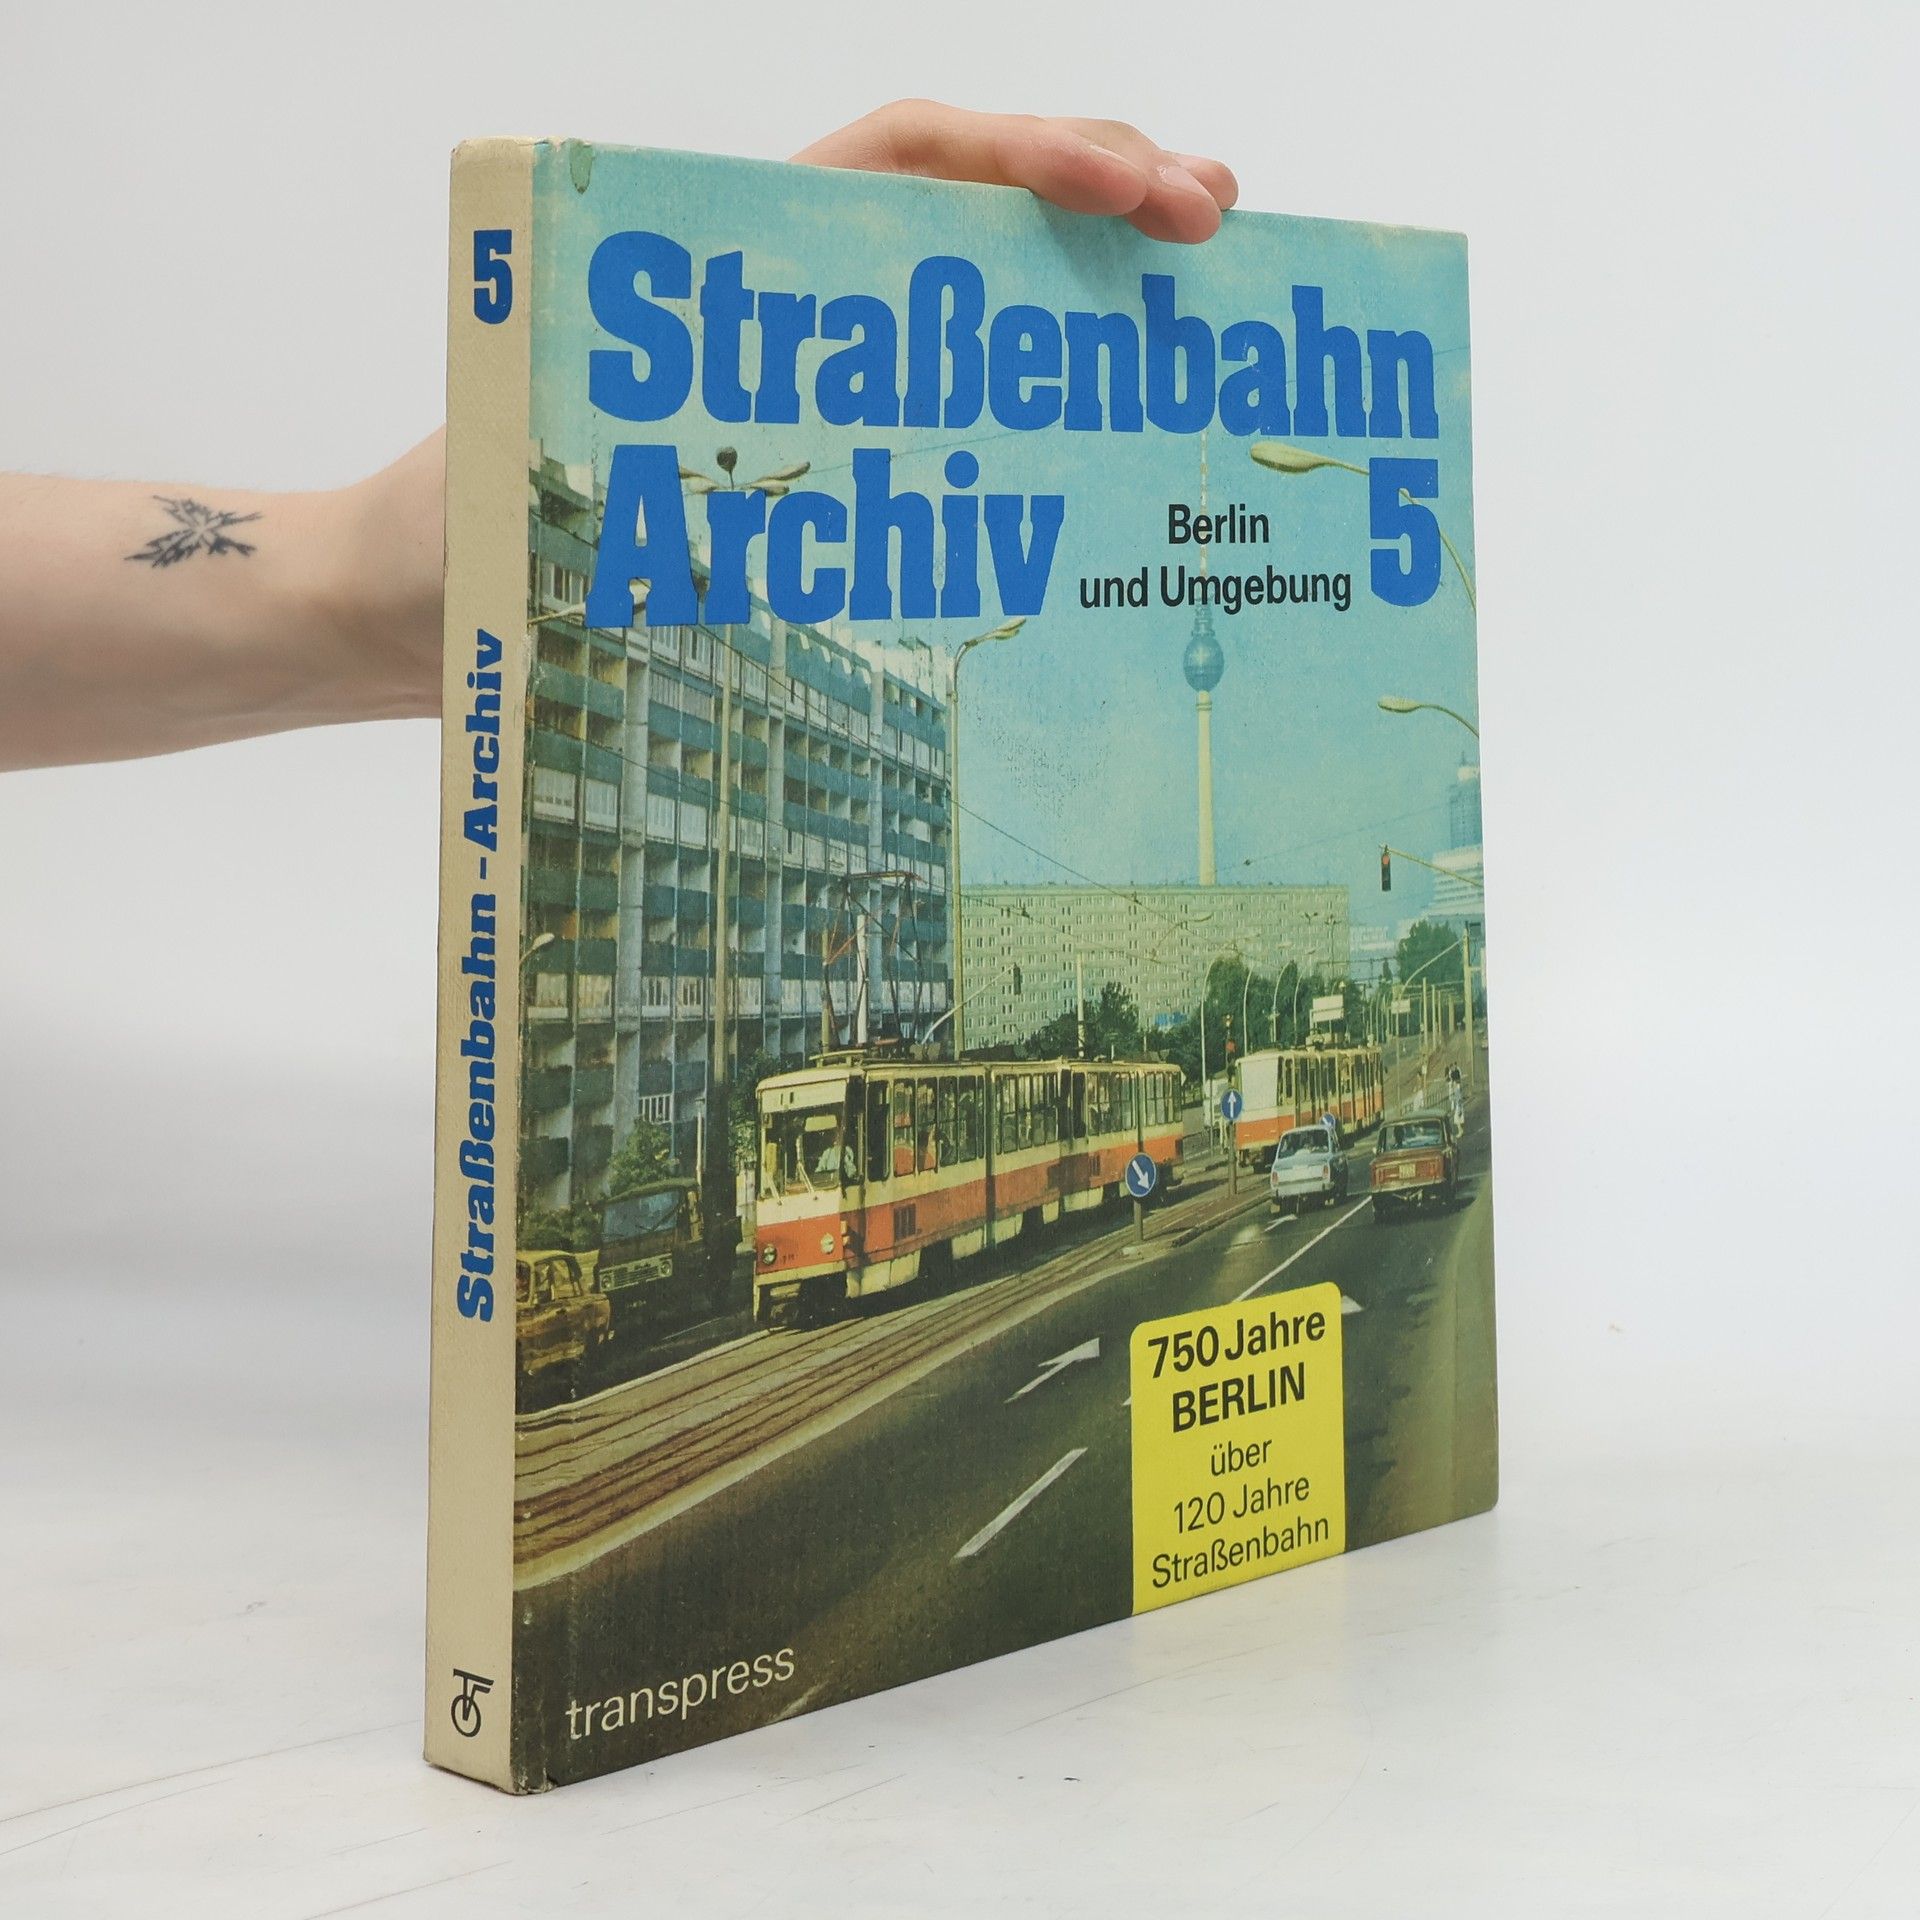 5
Straßenbahn-Archiv
Straßenbahn
Archiv
Berlin
und Umgebung
5
750 Jahre
BERLIN
über
120 Jahre
Straßenbahn
transpress